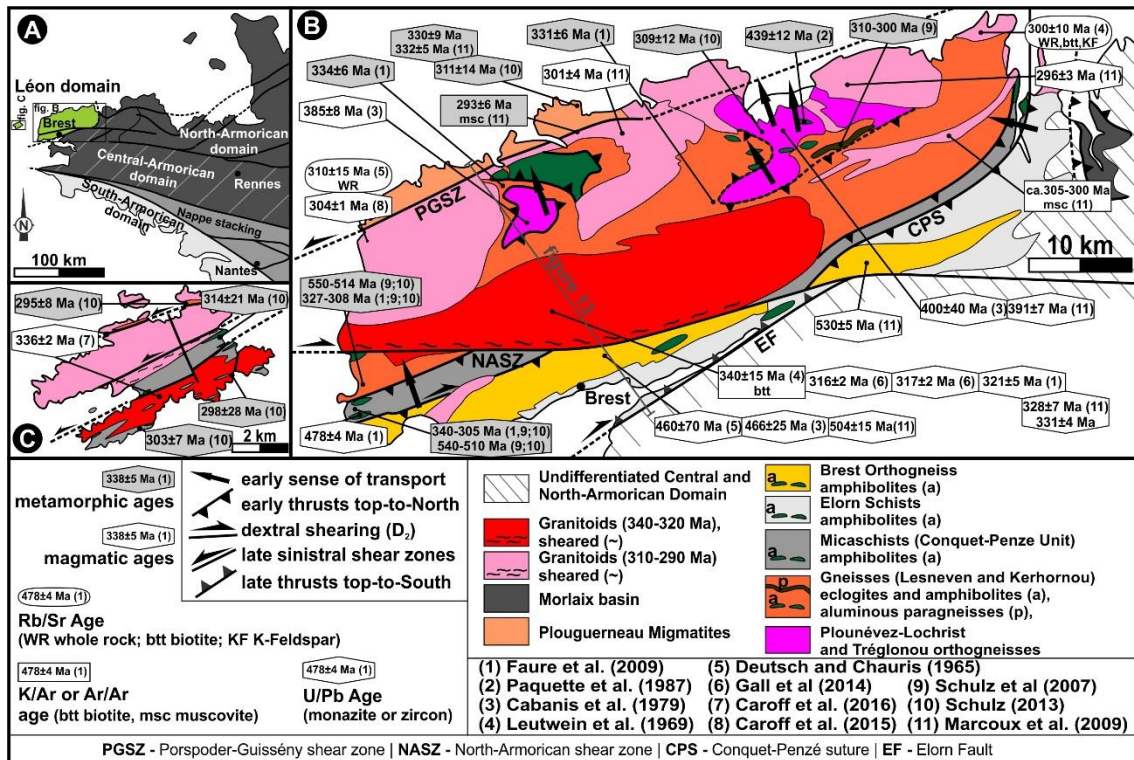 A
Léon domain
fig. C
fig. B
Brest
North-Armorican
domain
Central-Armorican
domain
Rennes
South-Armorican
domain
Nappe stacking
N
Nantes
100 km
B
330±9 Ma
332±5 Ma (11)
331±6 Ma (1)
309±12 Ma (10)
439±12 Ma (2)
310-300 Ma (9)
300±10 Ma (4)
WR,btt,KF
334±6 Ma (1)
311±14 Ma (10)
301±4 Ma (11)
296±3 Ma (11)
385±8 Ma (3)
293±6 Ma
msc (11)
310±15 Ma (5)
WR
304±1 Ma (8)
PGSZ
ca.305-300 Ma
msc (11)
CPS
10 km
figure 13
550-514 Ma (9;10)
327-308 Ma (1;9;10)
530±5 Ma (11)
400±40 Ma (3)
391±7 Ma (11)
EF
NASZ
Brest
340±15 Ma (4)
btt
316±2 Ma (6)
317±2 Ma (6)
321±5 Ma (1)
328±7 Ma (11)
331±4 Ma
478±4 Ma (1)
340-305 Ma (1,9;10)
540-510 Ma (9;10)
460±70 Ma (5)
466±25 Ma (3)
504±15 Ma(11)
295±8 Ma (10)
314±21 Ma (10)
336±2 Ma (7)
298±28 Ma (10)
303±7 Ma (10)
C
2 km
338±5 Ma (1)
metamorphic ages
338±5 Ma (1)
magmatic ages
478±4 Ma (1)
Rb/Sr Age
(WR whole rock; btt biotite; KF K-Feldspar)
478±4 Ma (1)
K/Ar or Ar/Ar
age (btt biotite, msc muscovite)
478±4 Ma (1)
U/Pb Age
(monazite or zircon)
early sense of transport
early thrusts top-to-North
dextral shearing (D₂)
late sinistral shear zones
late thrusts top-to-South
Undifferentiated Central and
North-Armorican Domain
Granitoids (340-320 Ma),
sheared (~)
Granitoids (310-290 Ma)
sheared (~)
Morlaix basin
Plouguerneau Migmatites
a
Brest Orthogneiss
amphibolites (a)
a
Elorn Schists
amphibolites (a)
a
Micaschists (Conquet-Penze Unit)
amphibolites (a)
p
a
Gneisses (Lesneven and Kerhornou)
eclogites and amphibolites (a),
aluminous paragneisses (p),
Plounévez-Lochrist
and Tréglonou orthogneisses
(1) Faure et al. (2009)
(2) Paquette et al. (1987)
(3) Cabanis et al. (1979)
(4) Leutwein et al. (1969)
(5) Deutsch and Chauris (1965)
(6) Gall et al (2014)
(7) Caroff et al. (2016)
(8) Caroff et al. (2015)
(9) Schulz et al (2007)
(10) Schulz (2013)
(11) Marcoux et al. (2009)
PGSZ - Porspoder-Guissény shear zone | NASZ - North-Armorican shear zone | CPS - Conquet-Penzé suture | EF - Elorn Fault